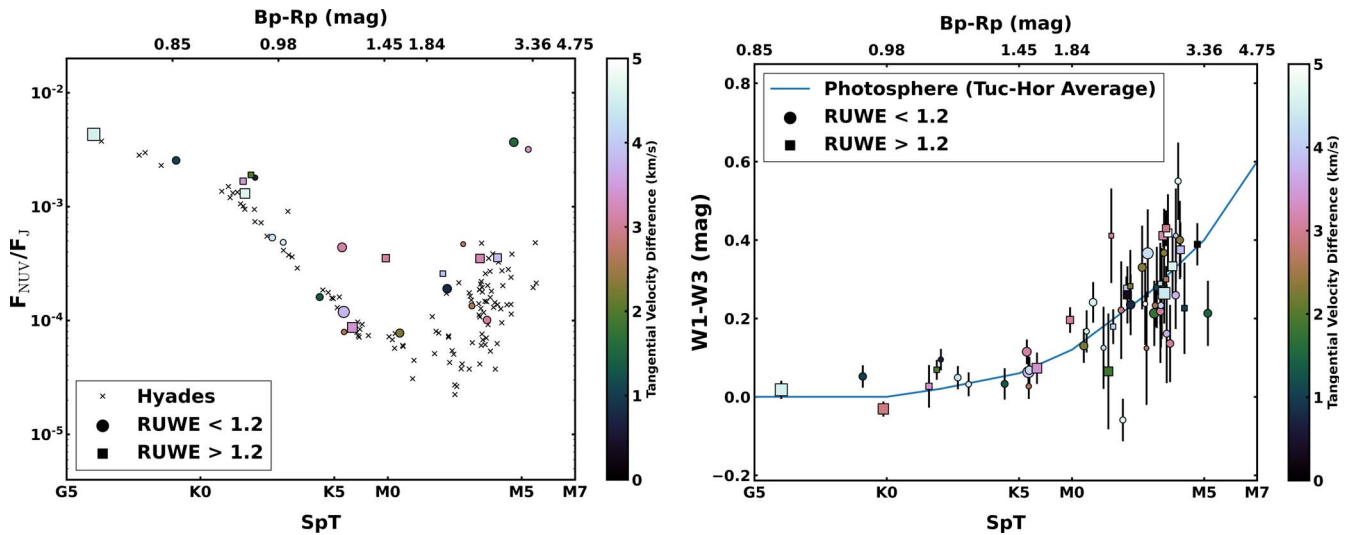 Bp-Rp (mag)
0.85 0.98 1.45 1.84 3.36 4.75
10⁻²
10⁻³
10⁻⁴
10⁻⁵
F_NUV/F_J
Hyades
RUWE < 1.2
RUWE > 1.2
G5 K0 K5 M0 M5 M7
SpT
5
4
3
2
1
0
Tangential Velocity Difference (km/s)
Bp-Rp (mag)
0.85 0.98 1.45 1.84 3.36 4.75
0.8
0.6
0.4
0.2
0.0
−0.2
W1-W3 (mag)
Photosphere (Tuc-Hor Average)
RUWE < 1.2
RUWE > 1.2
G5 K0 K5 M0 M5 M7
SpT
5
4
3
2
1
0
Tangential Velocity Difference (km/s)